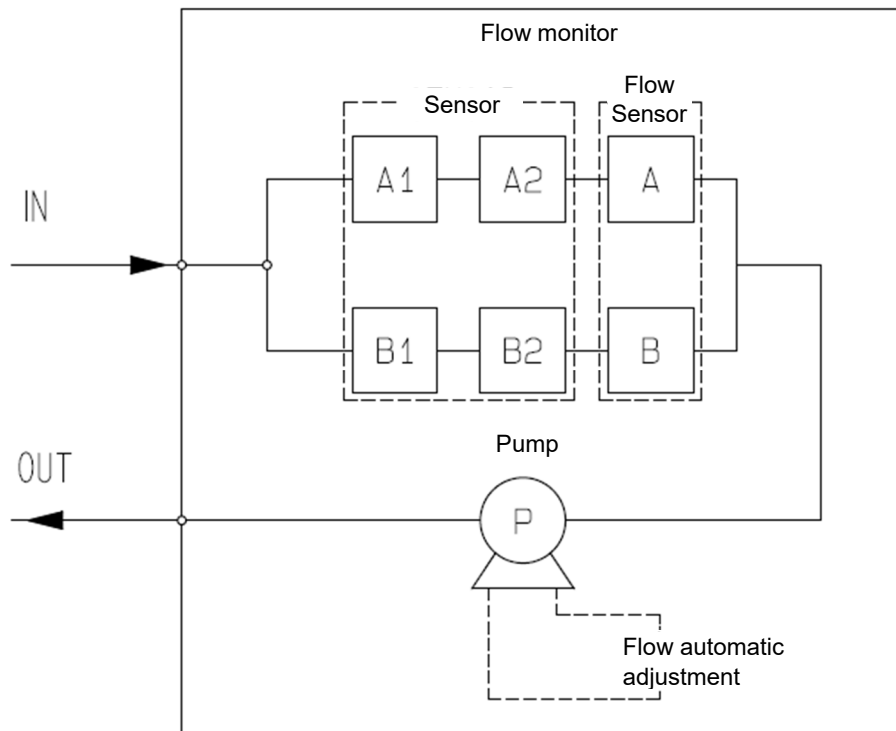 Flow monitor
Flow
Sensor
Sensor
A1
A2
A
IN
B1
B2
B
Pump
OUT
P
Flow automatic
adjustment